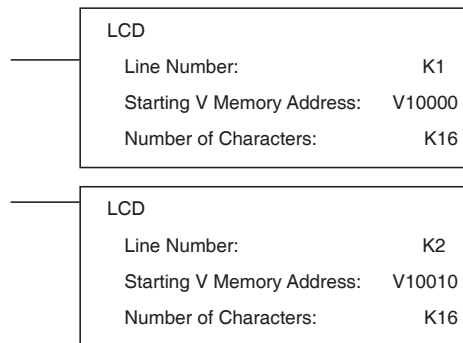 LCD
Line Number: K1
Starting V Memory Address: V10000
Number of Characters: K16
LCD
Line Number: K2
Starting V Memory Address: V10010
Number of Characters: K16